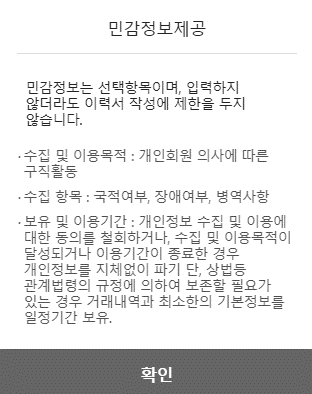 민감정보제공
민감정보는 선택항목이며, 입력하지
않더라도 이력서 작성에 제한을 두지
않습니다.
· 수집 및 이용목적 : 개인회원 의사에 따른
구직활동
· 수집 항목 : 국적여부, 장애여부, 병역사항
· 보유 및 이용기간 : 개인정보 수집 및 이용에
대한 동의를 철회하거나, 수집 및 이용목적이
달성되거나 이용기간이 종료한 경우
개인정보를 지체없이 파기 단, 상법등
관계법령의 규정에 의하여 보존할 필요가
있는 경우 거래내역과 최소한의 기본정보를
일정기간 보유.
확인